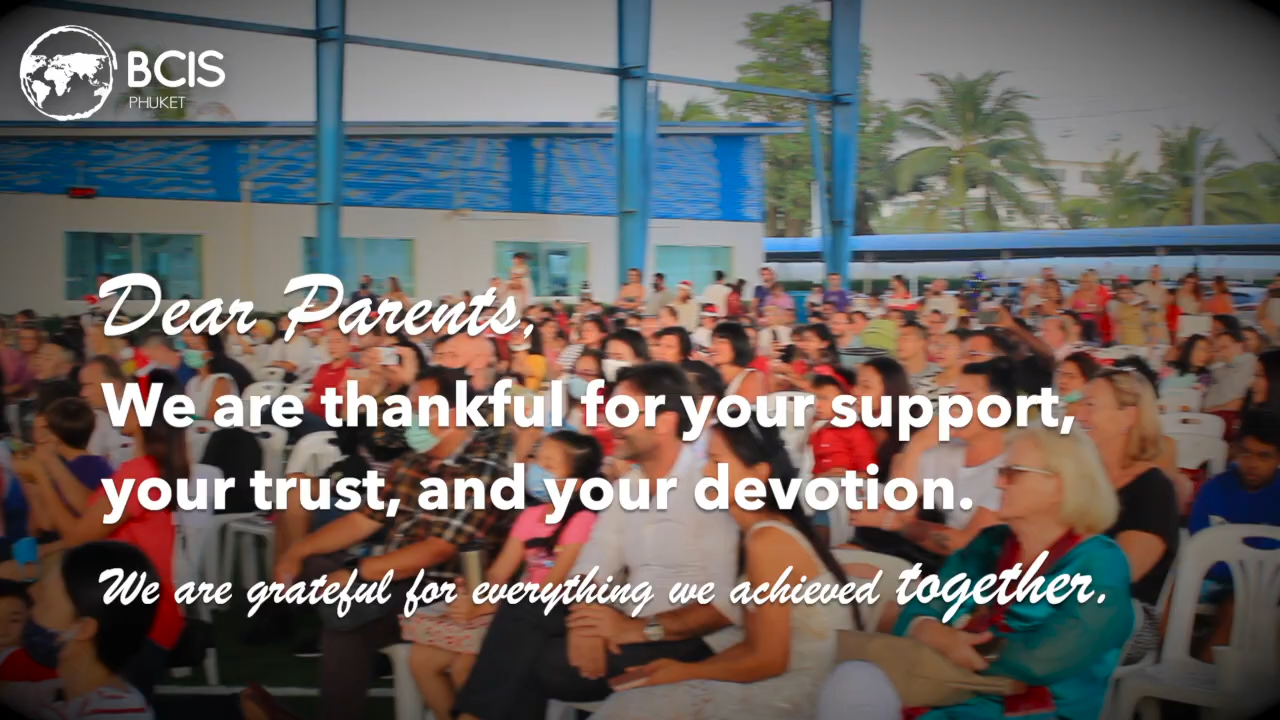 BCIS
PHUKET
Dear Parents,
We are thankful for your support,
your trust, and your devotion.
We are grateful for everything we achieved together.